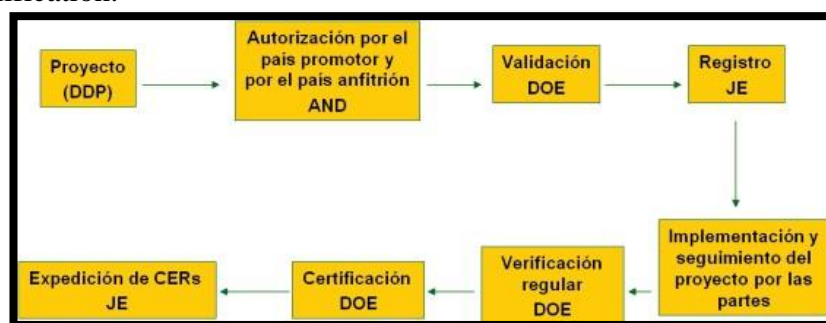 Proyecto
(DDP)
Autorización por el
país promotor y
por el país anfitrión
AND
Validación
DOE
Registro
JE
Implementación y
seguimiento del
proyecto por las
partes
Verificación
regular
DOE
Certificación
DOE
Expedición de CERs
JE